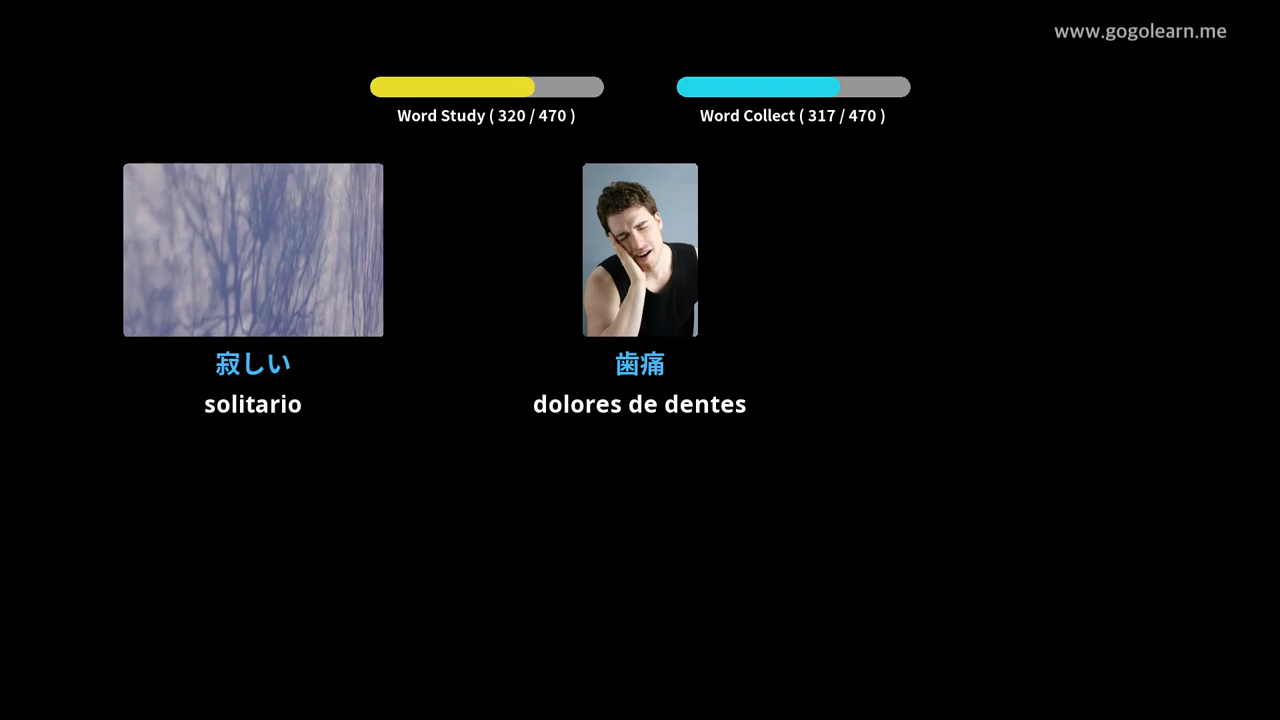 www.gogolearn.me
Word Study ( 320 / 470 )
Word Collect ( 317 / 470 )
寂しい
solitario
歯痛
dolores de dentes